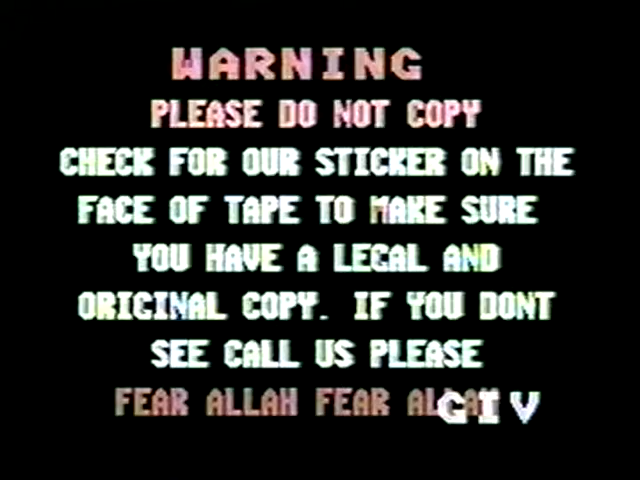 WARNING
PLEASE DO NOT COPY
CHECK FOR OUR STICKER ON THE
FACE OF TAPE TO MAKE SURE
YOU HAVE A LEGAL AND
ORIGINAL COPY. IF YOU DONT
SEE CALL US PLEASE
FEAR ALLAH FEAR ALLAH
GIV